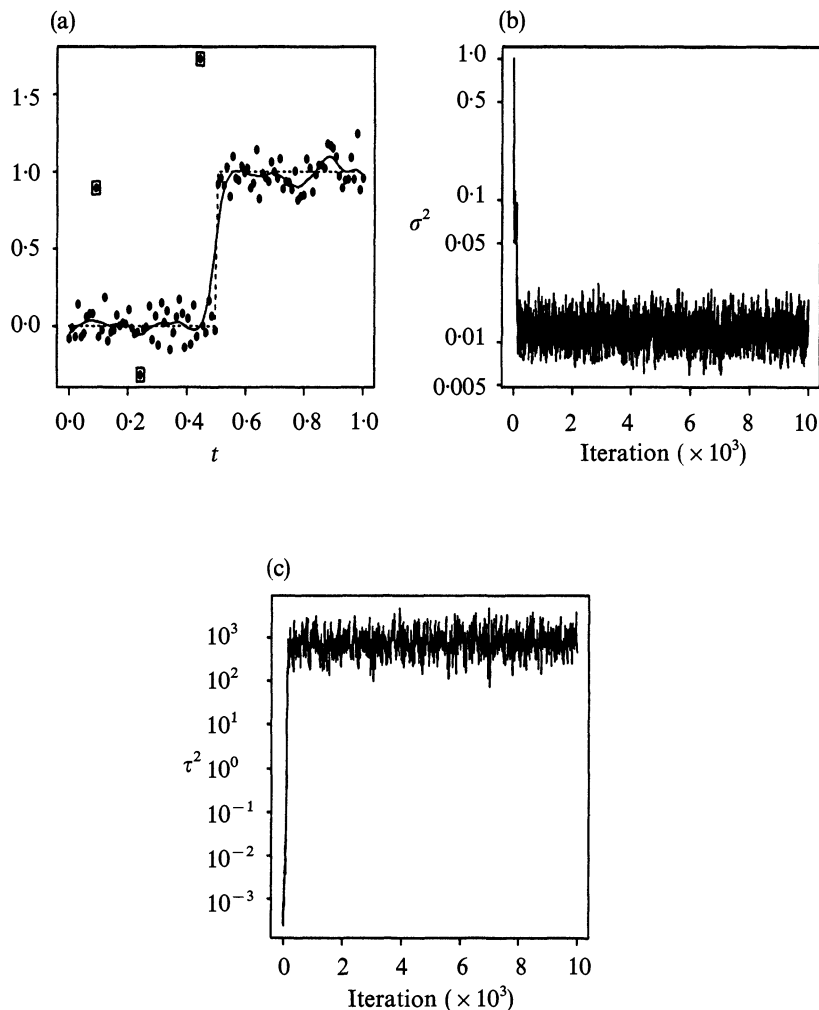 (a)
1·5
1·0
0·5
0·0
0·0 0·2 0·4 0·6 0·8 1·0
t
(b)
1·0
0·5
0·1
σ²
0·05
0·01
0·005
0 2 4 6 8 10
Iteration (× 10³)
(c)
10³
10²
10¹
τ² 10⁰
10⁻¹
10⁻²
10⁻³
0 2 4 6 8 10
Iteration (× 10³)